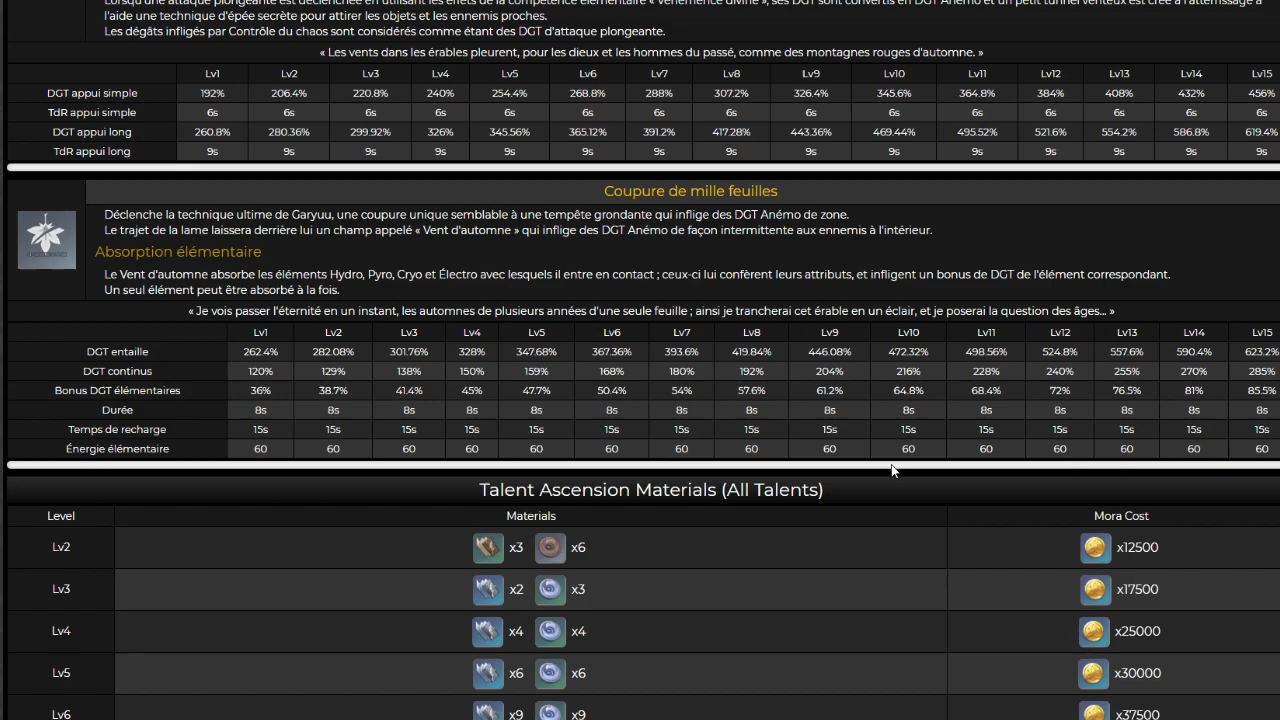 Lorsqu'une attaque plongeante est déclenchée en utilisant les effets de la compétence élémentaire « Véhémence divine », ses DGT sont convertis en DGT Anémo et un petit tunnel venteux est créé à l'atterrissage à
l'aide une technique d'épée secrète pour attirer les objets et les ennemis proches.
Les dégâts infligés par Contrôle du chaos sont considérés comme étant des DGT d'attaque plongeante.
« Les vents dans les érables pleurent, pour les dieux et les hommes du passé, comme des montagnes rouges d'automne. »
Lv1 Lv2 Lv3 Lv4 Lv5 Lv6 Lv7 Lv8 Lv9 Lv10 Lv11 Lv12 Lv13 Lv14 Lv15
DGT appui simple 192% 206.4% 220.8% 240% 254.4% 268.8% 288% 307.2% 326.4% 345.6% 364.8% 384% 408% 432% 456%
TdR appui simple 6s 6s 6s 6s 6s 6s 6s 6s 6s 6s 6s 6s 6s 6s 6s
DGT appui long 260.8% 280.36% 299.92% 326% 345.56% 365.12% 391.2% 417.28% 443.36% 469.44% 495.52% 521.6% 554.2% 586.8% 619.4%
TdR appui long 9s 9s 9s 9s 9s 9s 9s 9s 9s 9s 9s 9s 9s 9s 9s
Coupure de mille feuilles
Déclenche la technique ultime de Garyuu, une coupure unique semblable à une tempête grondante qui inflige des DGT Anémo de zone.
Le trajet de la lame laissera derrière lui un champ appelé « Vent d'automne » qui inflige des DGT Anémo de façon intermittente aux ennemis à l'intérieur.
Absorption élémentaire
Le Vent d'automne absorbe les éléments Hydro, Pyro, Cryo et Électro avec lesquels il entre en contact ; ceux-ci lui confèrent leurs attributs, et infligent un bonus de DGT de l'élément correspondant.
Un seul élément peut être absorbé à la fois.
« Je vois passer l'éternité en un instant, les automnes de plusieurs années d'une seule feuille ; ainsi je trancherai cet érable en un éclair, et je poserai la question des âges... »
Lv1 Lv2 Lv3 Lv4 Lv5 Lv6 Lv7 Lv8 Lv9 Lv10 Lv11 Lv12 Lv13 Lv14 Lv15
DGT entaille 262.4% 282.08% 301.76% 328% 347.68% 367.36% 393.6% 419.84% 446.08% 472.32% 498.56% 524.8% 557.6% 590.4% 623.2%
DGT continus 120% 129% 138% 150% 159% 168% 180% 192% 204% 216% 228% 240% 255% 270% 285%
Bonus DGT élémentaires 36% 38.7% 41.4% 45% 47.7% 50.4% 54% 57.6% 61.2% 64.8% 68.4% 72% 76.5% 81% 85.5%
Durée 8s 8s 8s 8s 8s 8s 8s 8s 8s 8s 8s 8s 8s 8s 8s
Temps de recharge 15s 15s 15s 15s 15s 15s 15s 15s 15s 15s 15s 15s 15s 15s 15s
Énergie élémentaire 60 60 60 60 60 60 60 60 60 60 60 60 60 60 60
Talent Ascension Materials (All Talents)
Level Materials Mora Cost
Lv2 x3 x6 x12500
Lv3 x2 x3 x17500
Lv4 x4 x4 x25000
Lv5 x6 x6 x30000
Lv6 x9 x9 x37500